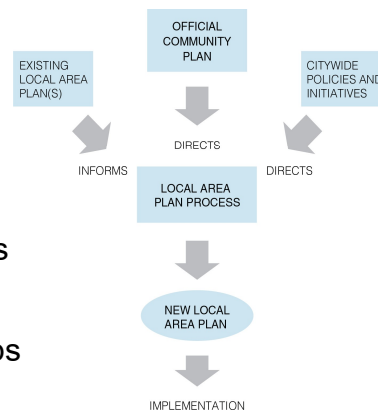 OFFICIAL
COMMUNITY
PLAN
EXISTING
LOCAL AREA
PLAN(S)
CITYWIDE
POLICIES AND
INITIATIVES
DIRECTS
INFORMS
DIRECTS
LOCAL AREA
PLAN PROCESS
NEW LOCAL
AREA PLAN
IMPLEMENTATION